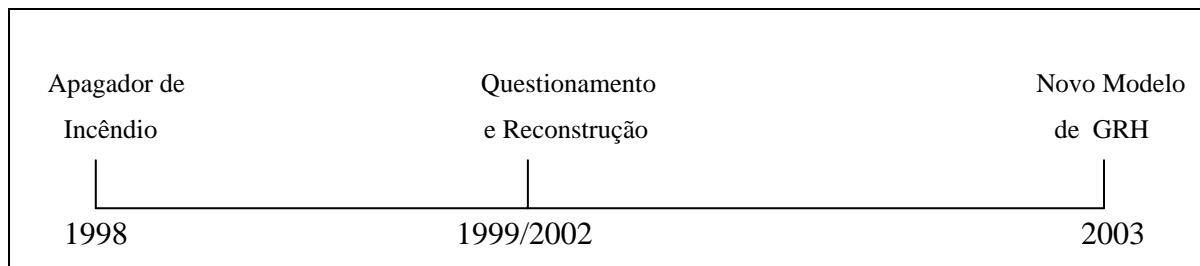 Apagador de
Incêndio
Questionamento
e Reconstrução
Novo Modelo
de GRH
1998
1999/2002
2003